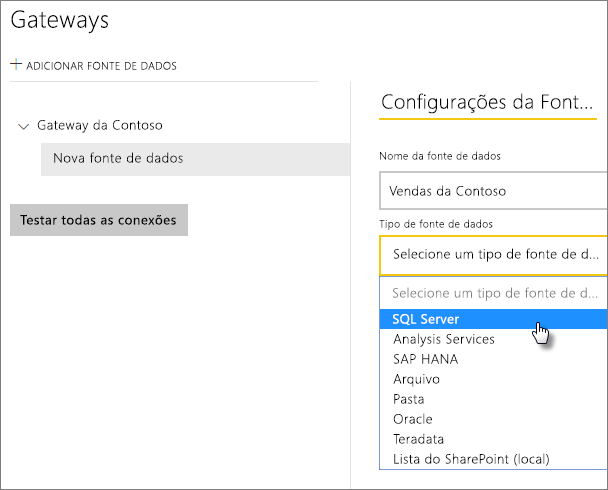 Gateways
+ ADICIONAR FONTE DE DADOS
Gateway da Contoso
Nova fonte de dados
Testar todas as conexões
Configurações da Font...
Nome da fonte de dados
Vendas da Contoso
Tipo de fonte de dados
Selecione um tipo de fonte de d...
Selecione um tipo de fonte de d...
SQL Server
Analysis Services
SAP HANA
Arquivo
Pasta
Oracle
Teradata
Lista do SharePoint (local)